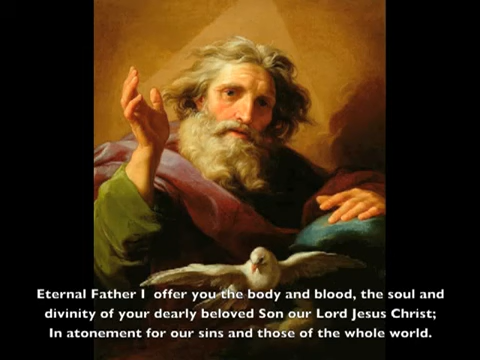 Eternal Father I offer you the body and blood, the soul and
divinity of your dearly beloved Son our Lord Jesus Christ;
In atonement for our sins and those of the whole world.